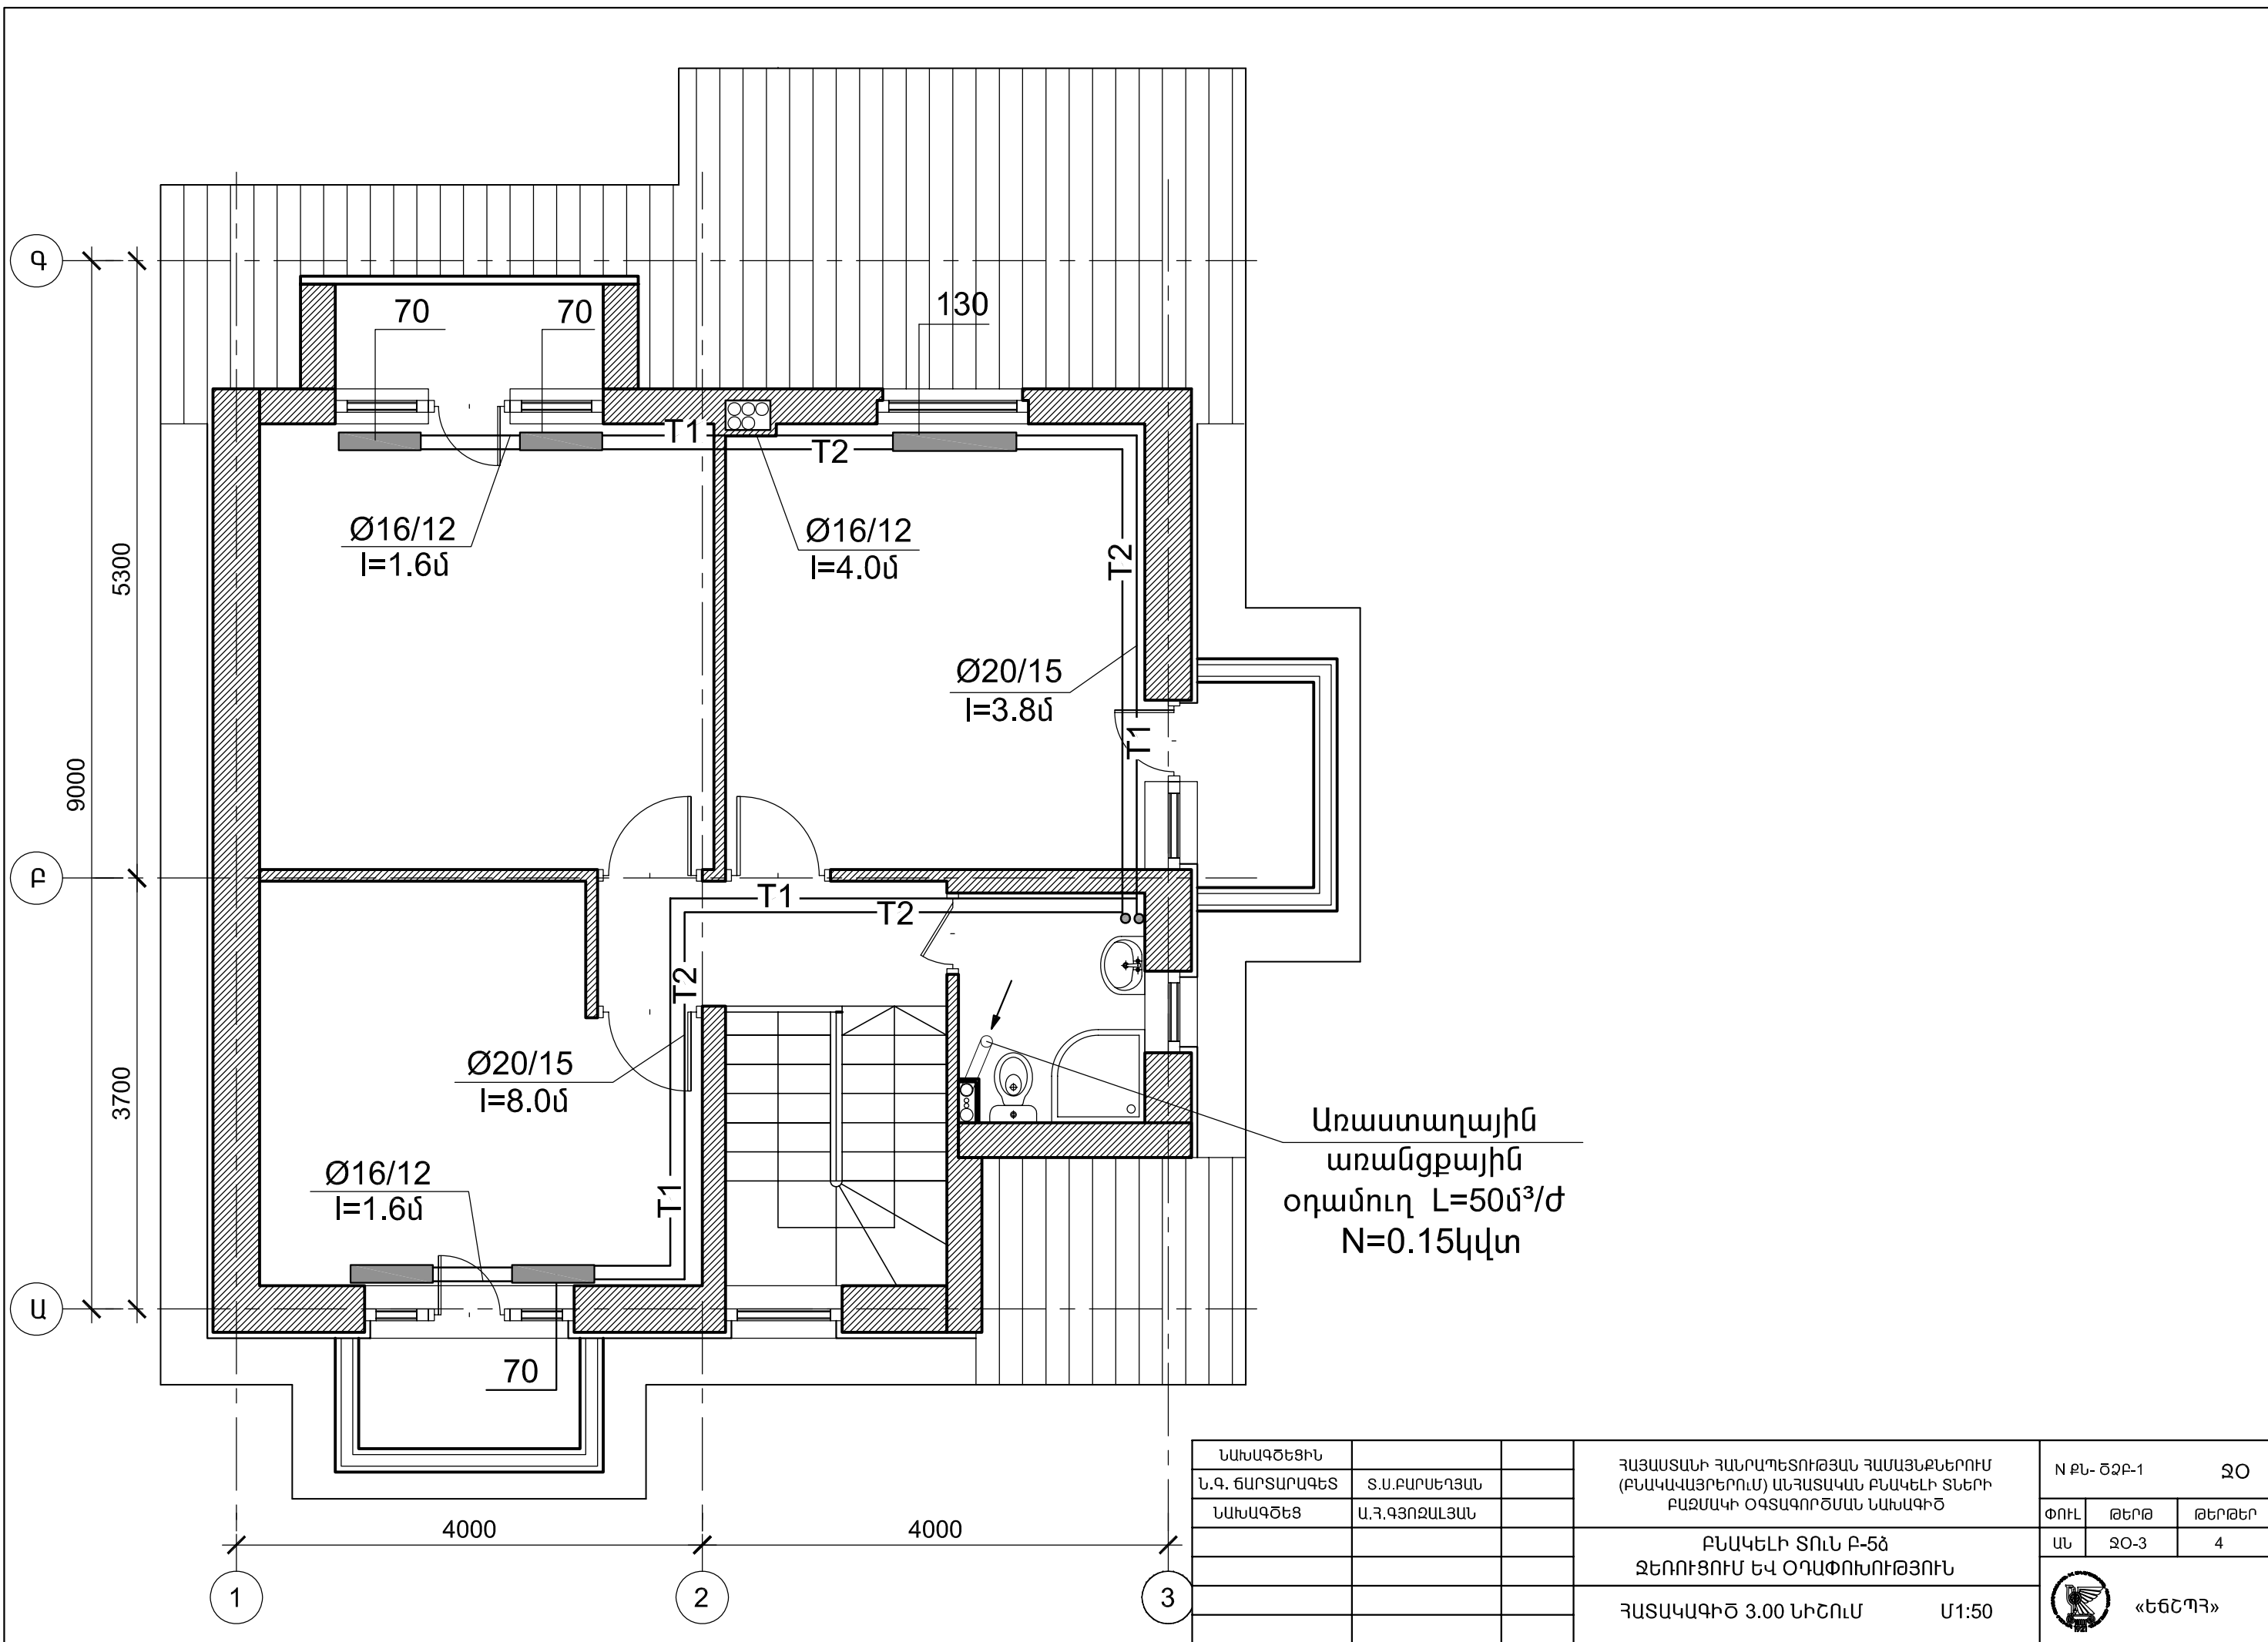 Գ
70
70
130
T1
T2
Ø16/12
l=1.6մ
Ø16/12
l=4.0մ
T2
5300
Ø20/15
l=3.8մ
T1
9000
Բ
T1
T2
T2
Ø20/15
l=8.0մ
3700
Ø16/12
l=1.6մ
T1
Առաստաղային
առանցքային
օդամուղ L=50մ³/ժ
N=0.15կվտ
Ա
70
4000
4000
1
2
3
ՆԱԽԱԳԾԵՑԻՆ
Ն.Գ. ՃԱՐՏԱՐԱԳԵՏ Տ.Ս.ԲԱՐՍԵՂՅԱՆ
ՆԱԽԱԳԾԵՑ Ա.Հ.ԳՅՈԶԱԼՅԱՆ
ՀԱՅԱՍՏԱՆԻ ՀԱՆՐԱՊԵՏՈՒԹՅԱՆ ՀԱՄԱՅՆՔՆԵՐՈՒՄ
(ԲՆԱԿԱՎԱՅՐԵՐՈւՄ) ԱՆՀԱՏԱԿԱՆ ԲՆԱԿԵԼԻ ՏՆԵՐԻ
ԲԱԶՄԱԿԻ ՕԳՏԱԳՈՐԾՄԱՆ ՆԱԽԱԳԻԾ
ԲՆԱԿԵԼԻ ՏՈւՆ Բ-5ձ
ՋԵՌՈՒՑՈՒՄ ԵՎ ՕԴԱՓՈԽՈՒԹՅՈՒՆ
ՀԱՏԱԿԱԳԻԾ 3.00 ՆԻՇՈւՄ Մ1:50
N ՔՆ- ԾՁԲ-1 ՋՕ
ՓՈՒԼ ԹԵՐԹ ԹԵՐԹԵՐ
ԱՆ ՋՕ-3 4
«ԵՃՇՊՀ»